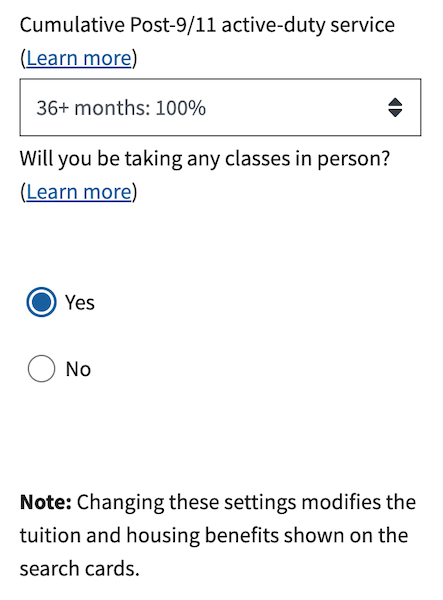 Cumulative Post-9/11 active-duty service
(Learn more)
36+ months: 100%
Will you be taking any classes in person?
(Learn more)
Yes
No
Note: Changing these settings modifies the
tuition and housing benefits shown on the
search cards.